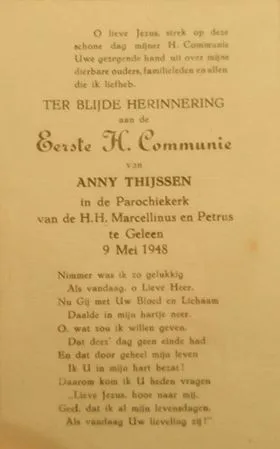 O lieve Jezus, strek op deze
schone dag mijner H. Communie
Uwe gezegende hand uit over mijne
dierbare ouders, familieleden en allen
die ik liefheb.
TER BLIJDE HERINNERING
aan de
Eerste H. Communie
van
ANNY THIJSSEN
in de Parochiekerk
van de H.H. Marcellinus en Petrus
te Geleen
9 Mei 1948
Nimmer was ik zo gelukkig
Als vandaag, o Lieve Heer,
Nu Gij met Uw Bloed en Lichaam
Daalde in mijn hartje neer.
O, wat zou ik willen geven,
Dat deez' dag geen einde had
En dat door geheel mijn leven
Ik U in mijn hart bezat!
Daarom kom ik U heden vragen
„Lieve Jezus, hoor naar mij,
Geef, dat ik al mijn levensdagen,
Als vandaag Uw lieveling zij!"